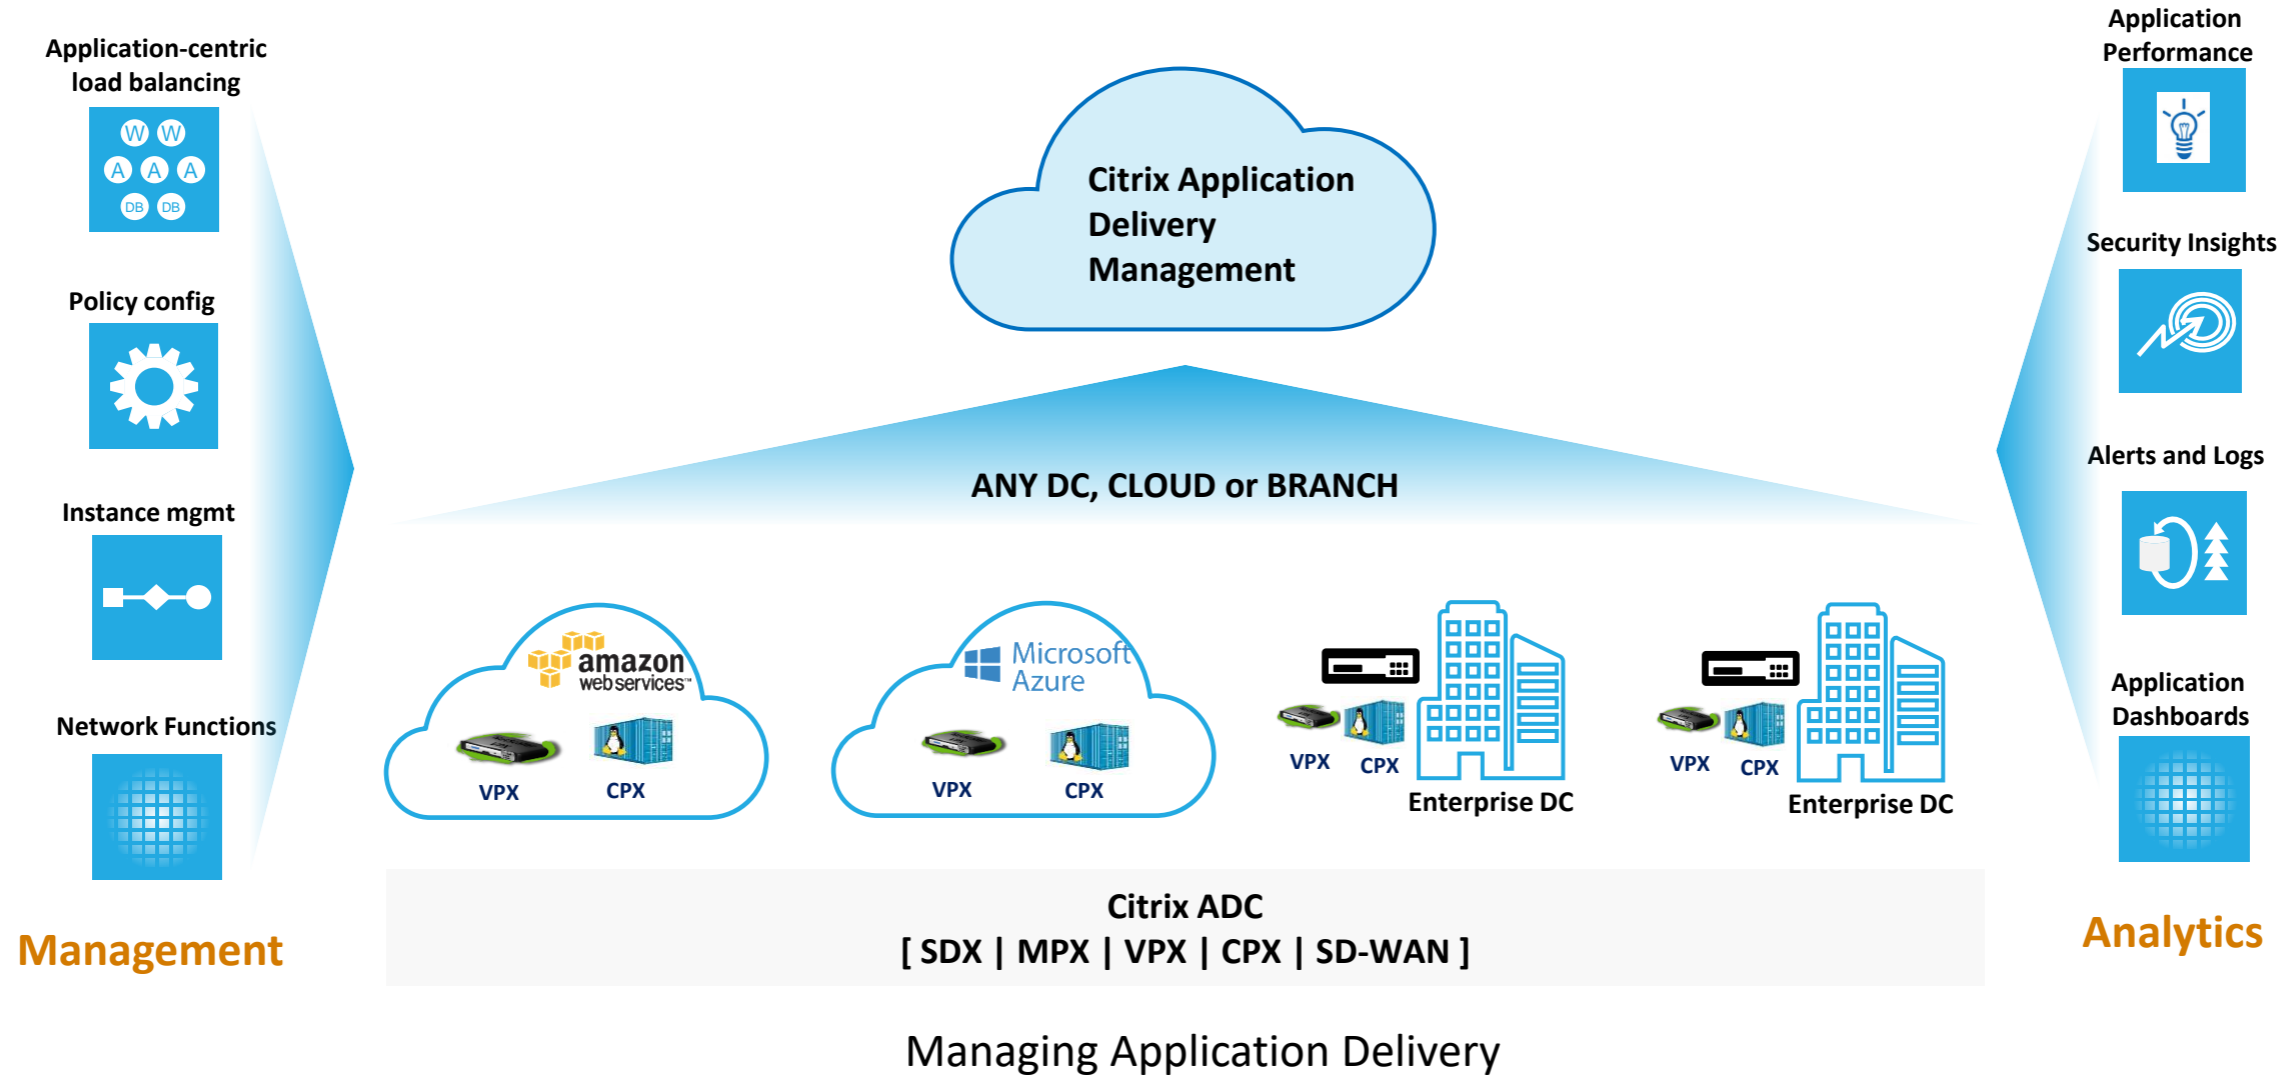 Application-centric
load balancing
W W
A A A
DB DB
Policy config
Instance mgmt
Network Functions
Management
Citrix Application
Delivery
Management
ANY DC, CLOUD or BRANCH
amazon
web services™
VPX
CPX
Microsoft
Azure
VPX
CPX
VPX
CPX
Enterprise DC
VPX
CPX
Enterprise DC
Citrix ADC
[ SDX | MPX | VPX | CPX | SD-WAN ]
Application
Performance
Security Insights
Alerts and Logs
Application
Dashboards
Analytics
Managing Application Delivery